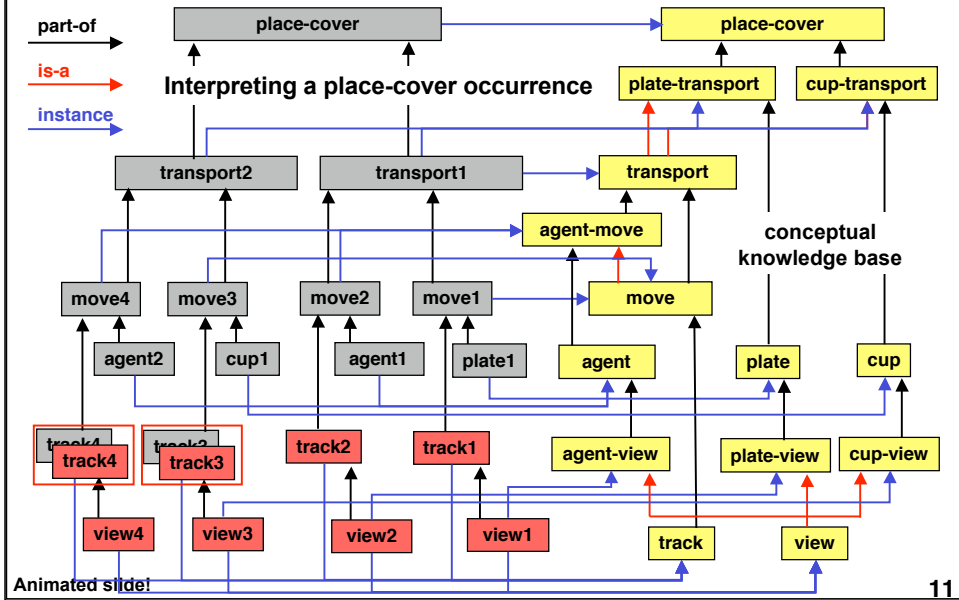 part-of
is-a
instance
place-cover
place-cover
Interpreting a place-cover occurrence
plate-transport
cup-transport
transport2
transport1
transport
agent-move
conceptual
knowledge base
move4
move3
move2
move1
move
agent2
cup1
agent1
plate1
agent
plate
cup
track4
track4
track3
track2
track1
agent-view
plate-view
cup-view
view4
view3
view2
view1
track
view
Animated slide!
11